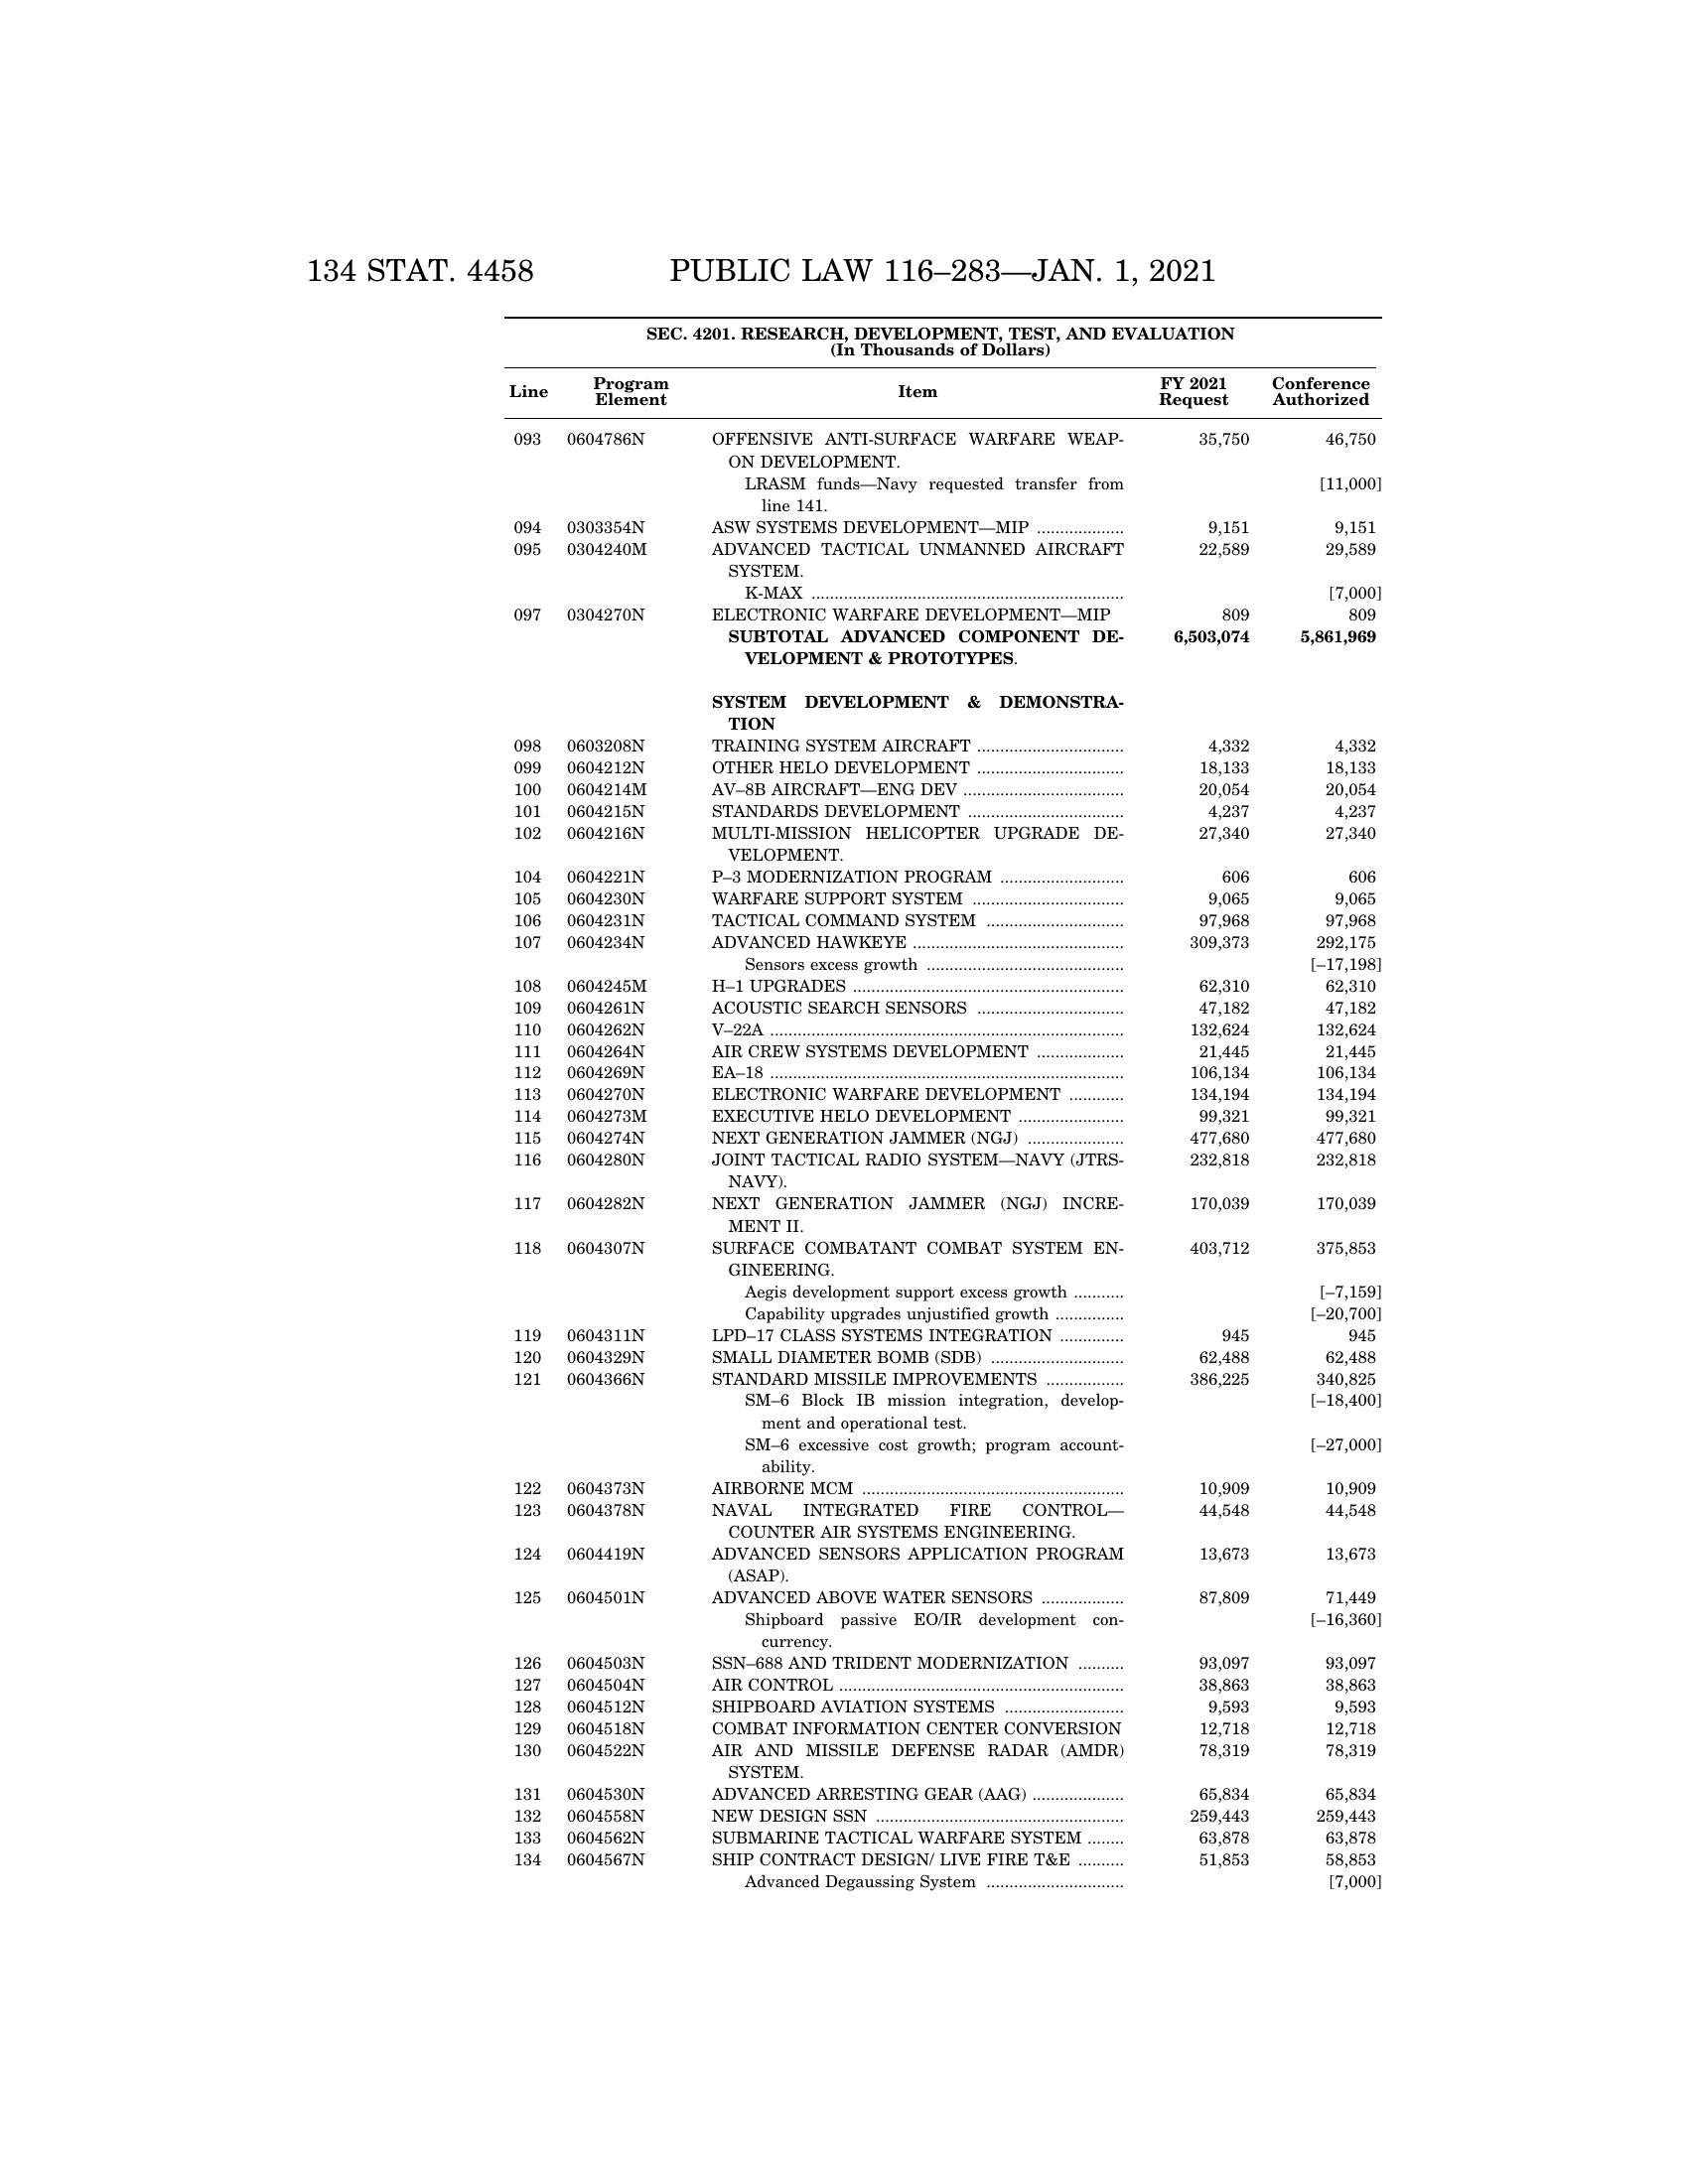 134 STAT. 4458 PUBLIC LAW 116–283—JAN. 1, 2021
SEC. 4201. RESEARCH, DEVELOPMENT, TEST, AND EVALUATION
(In Thousands of Dollars)
Line Program Element Item FY 2021 Request Conference Authorized
093 0604786N OFFENSIVE ANTI-SURFACE WARFARE WEAP- 35,750 46,750
ON DEVELOPMENT.
LRASM funds—Navy requested transfer from [11,000]
line 141.
094 0303354N ASW SYSTEMS DEVELOPMENT—MIP ................... 9,151 9,151
095 0304240M ADVANCED TACTICAL UNMANNED AIRCRAFT 22,589 29,589
SYSTEM.
K-MAX .................................................................... [7,000]
097 0304270N ELECTRONIC WARFARE DEVELOPMENT—MIP 809 809
SUBTOTAL ADVANCED COMPONENT DE- 6,503,074 5,861,969
VELOPMENT & PROTOTYPES.
SYSTEM DEVELOPMENT & DEMONSTRA-
TION
098 0603208N TRAINING SYSTEM AIRCRAFT ................................ 4,332 4,332
099 0604212N OTHER HELO DEVELOPMENT ................................ 18,133 18,133
100 0604214M AV–8B AIRCRAFT—ENG DEV ................................... 20,054 20,054
101 0604215N STANDARDS DEVELOPMENT .................................. 4,237 4,237
102 0604216N MULTI-MISSION HELICOPTER UPGRADE DE- 27,340 27,340
VELOPMENT.
104 0604221N P–3 MODERNIZATION PROGRAM ........................... 606 606
105 0604230N WARFARE SUPPORT SYSTEM ................................. 9,065 9,065
106 0604231N TACTICAL COMMAND SYSTEM .............................. 97,968 97,968
107 0604234N ADVANCED HAWKEYE .............................................. 309,373 292,175
Sensors excess growth ........................................... [–17,198]
108 0604245M H–1 UPGRADES ........................................................... 62,310 62,310
109 0604261N ACOUSTIC SEARCH SENSORS ................................ 47,182 47,182
110 0604262N V–22A ............................................................................. 132,624 132,624
111 0604264N AIR CREW SYSTEMS DEVELOPMENT ................... 21,445 21,445
112 0604269N EA–18 ............................................................................. 106,134 106,134
113 0604270N ELECTRONIC WARFARE DEVELOPMENT ............ 134,194 134,194
114 0604273M EXECUTIVE HELO DEVELOPMENT ....................... 99,321 99,321
115 0604274N NEXT GENERATION JAMMER (NGJ) ..................... 477,680 477,680
116 0604280N JOINT TACTICAL RADIO SYSTEM—NAVY (JTRS- 232,818 232,818
NAVY).
117 0604282N NEXT GENERATION JAMMER (NGJ) INCRE- 170,039 170,039
MENT II.
118 0604307N SURFACE COMBATANT COMBAT SYSTEM EN- 403,712 375,853
GINEERING.
Aegis development support excess growth ........... [–7,159]
Capability upgrades unjustified growth ............... [–20,700]
119 0604311N LPD–17 CLASS SYSTEMS INTEGRATION .............. 945 945
120 0604329N SMALL DIAMETER BOMB (SDB) ............................. 62,488 62,488
121 0604366N STANDARD MISSILE IMPROVEMENTS ................. 386,225 340,825
SM–6 Block IB mission integration, develop- [–18,400]
ment and operational test.
SM–6 excessive cost growth; program account- [–27,000]
ability.
122 0604373N AIRBORNE MCM ......................................................... 10,909 10,909
123 0604378N NAVAL INTEGRATED FIRE CONTROL— 44,548 44,548
COUNTER AIR SYSTEMS ENGINEERING.
124 0604419N ADVANCED SENSORS APPLICATION PROGRAM 13,673 13,673
(ASAP).
125 0604501N ADVANCED ABOVE WATER SENSORS .................. 87,809 71,449
Shipboard passive EO/IR development con- [–16,360]
currency.
126 0604503N SSN–688 AND TRIDENT MODERNIZATION .......... 93,097 93,097
127 0604504N AIR CONTROL .............................................................. 38,863 38,863
128 0604512N SHIPBOARD AVIATION SYSTEMS .......................... 9,593 9,593
129 0604518N COMBAT INFORMATION CENTER CONVERSION 12,718 12,718
130 0604522N AIR AND MISSILE DEFENSE RADAR (AMDR) 78,319 78,319
SYSTEM.
131 0604530N ADVANCED ARRESTING GEAR (AAG) .................... 65,834 65,834
132 0604558N NEW DESIGN SSN ...................................................... 259,443 259,443
133 0604562N SUBMARINE TACTICAL WARFARE SYSTEM ........ 63,878 63,878
134 0604567N SHIP CONTRACT DESIGN/ LIVE FIRE T&E .......... 51,853 58,853
Advanced Degaussing System .............................. [7,000]